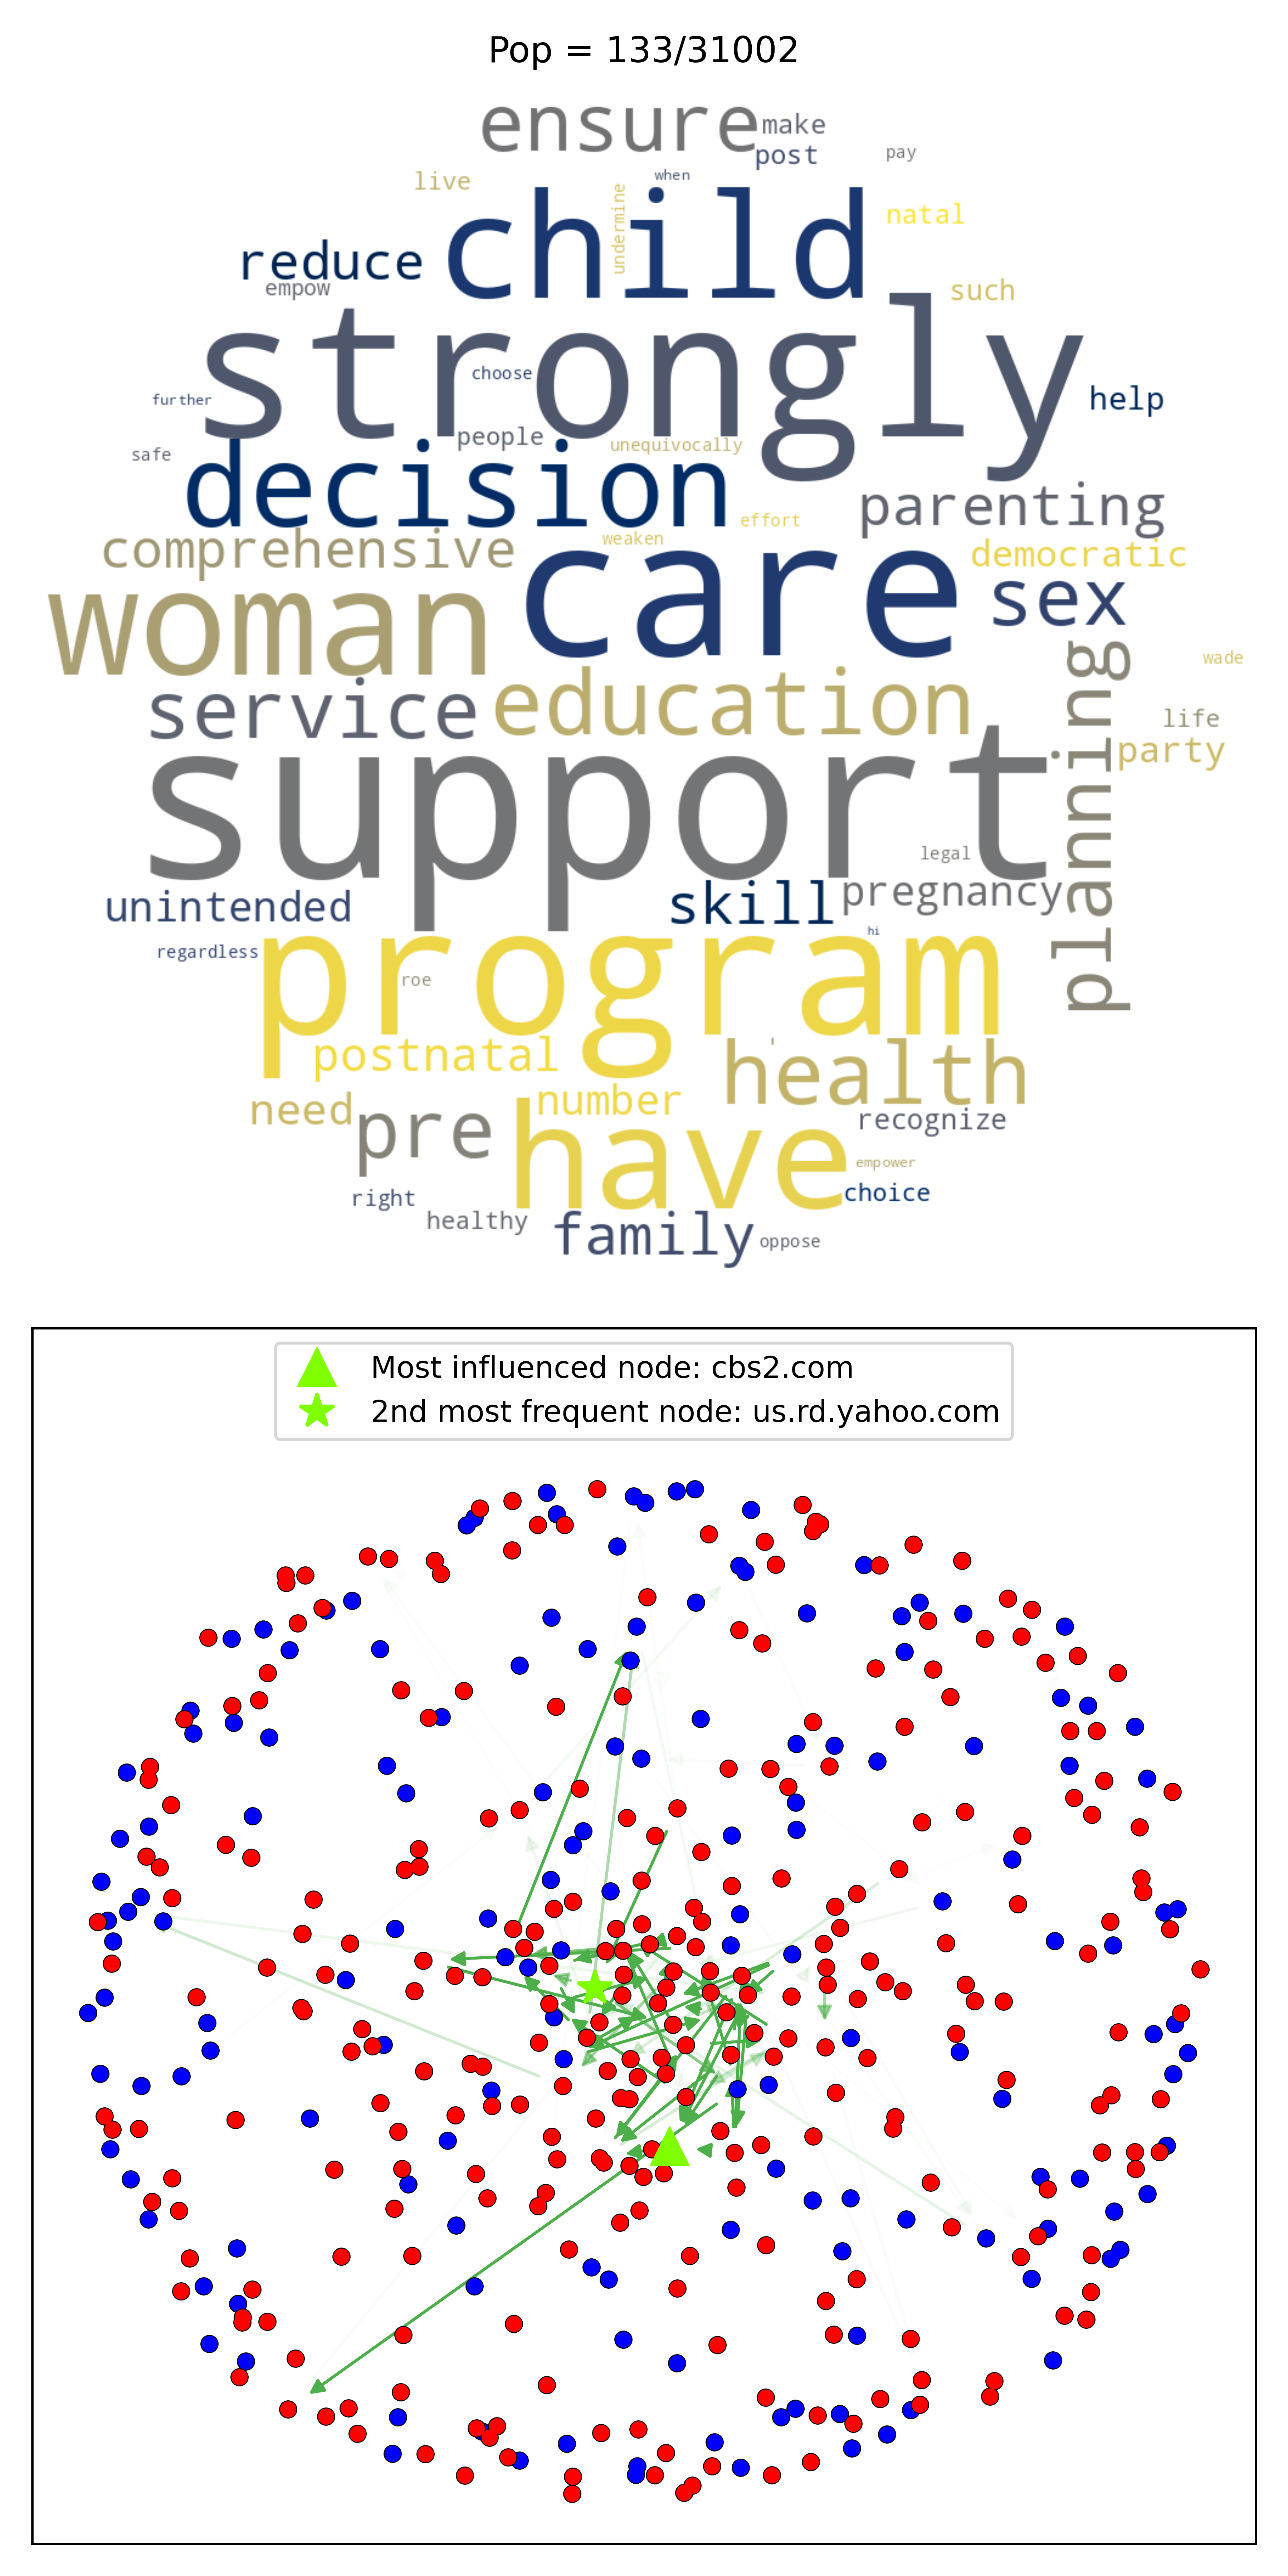 Pop = 133/31002
ensure make
post pay
live when
undermine natal
child
reduce
empow such
strongly
choose
further help
people unequivocally
safe
decision parenting
effort
comprehensive weaken democratic
care sex
woman
wade
planning
service education life
party
support
legal
unintended skill pregnancy
hi
regardless program
roe
postnatal health
need number
pre have recognize
empower
right choice
healthy family oppose
Most influenced node: cbs2.com
2nd most frequent node: us.rd.yahoo.com